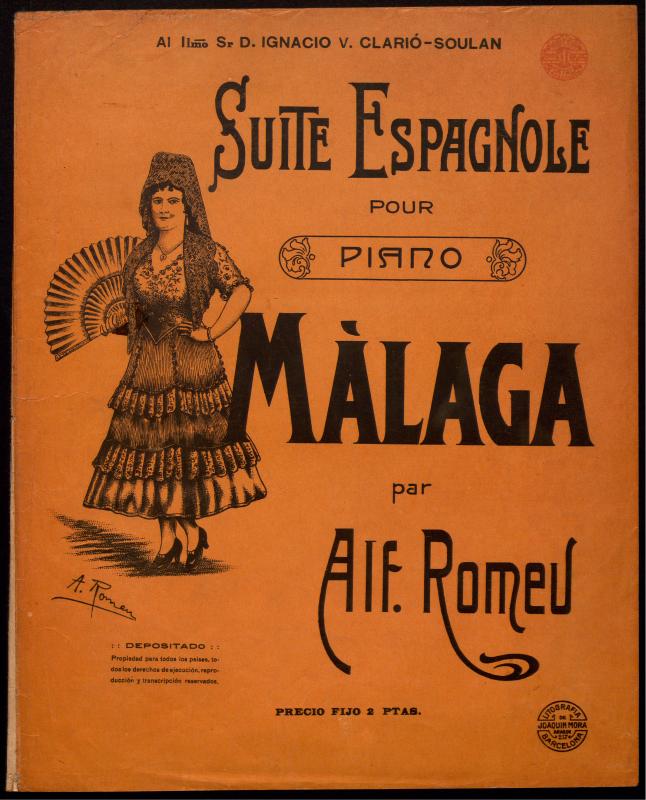 Al Ilmo Sr D. IGNACIO V. CLARIÓ-SOULAN
SUITE ESPAGNOLE
POUR
PIANO
MÀLAGA
par
Alf. Romeu
A. Romeu
:: DEPOSITADO ::
Propiedad para todos los países, to-
dos los derechos de ejecución, repro-
ducción y transcripción reservados.
PRECIO FIJO 2 PTAS.
LITOGRAFIA
DE
JOAQUIN MORA
BARCELONA